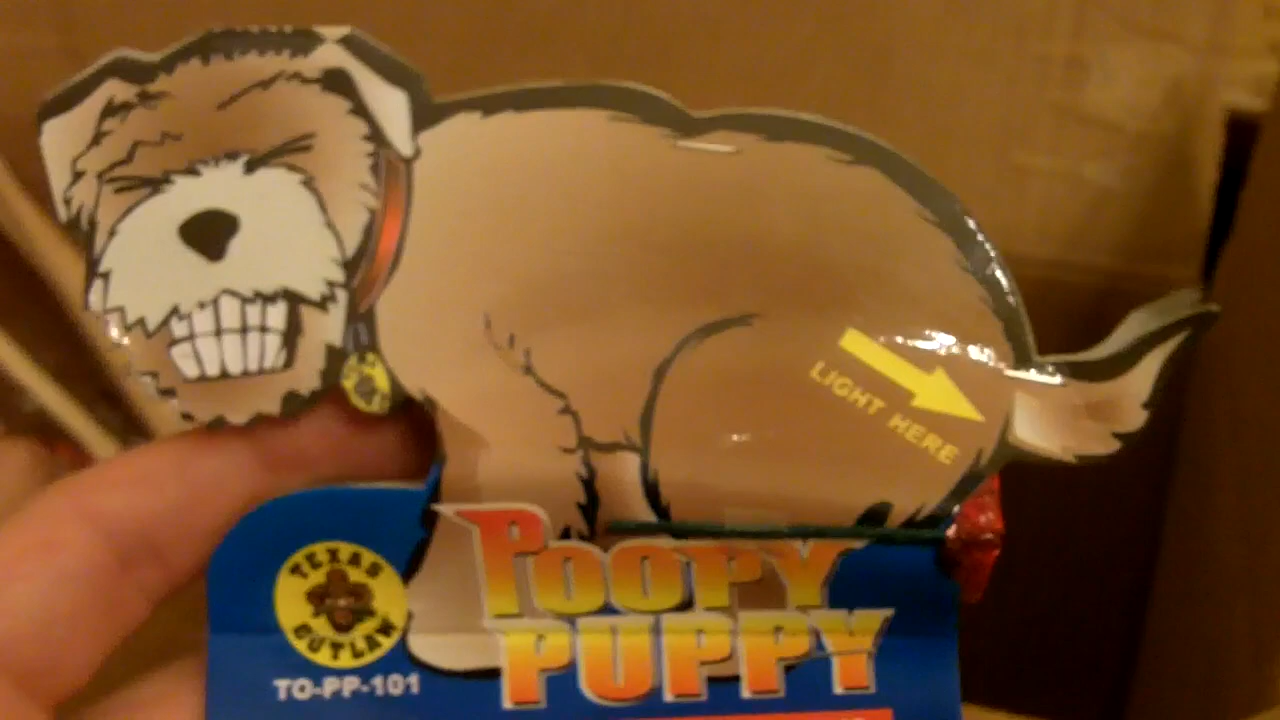 LIGHT HERE
TEXAS
OUTLAW
TO-PP-101
POOPY
PUPPY